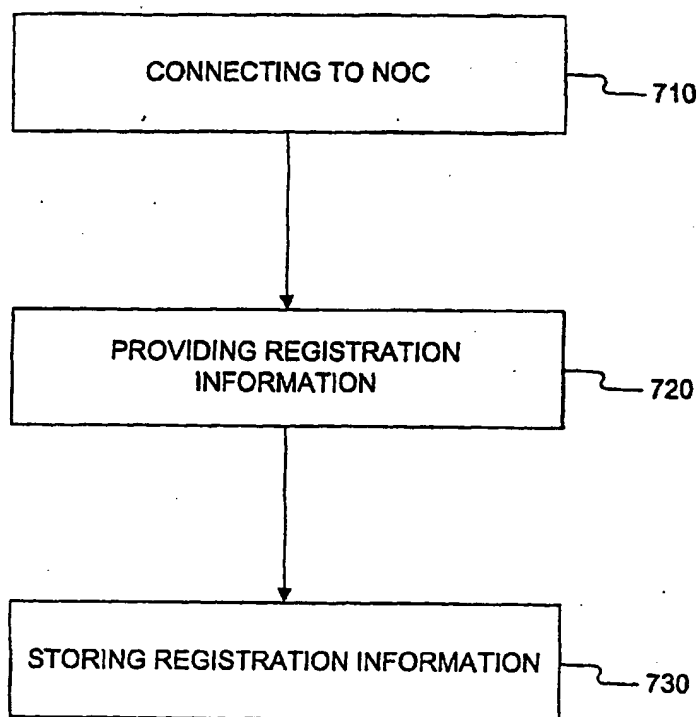 CONNECTING TO NOC
710
PROVIDING REGISTRATION
INFORMATION
720
STORING REGISTRATION INFORMATION
730